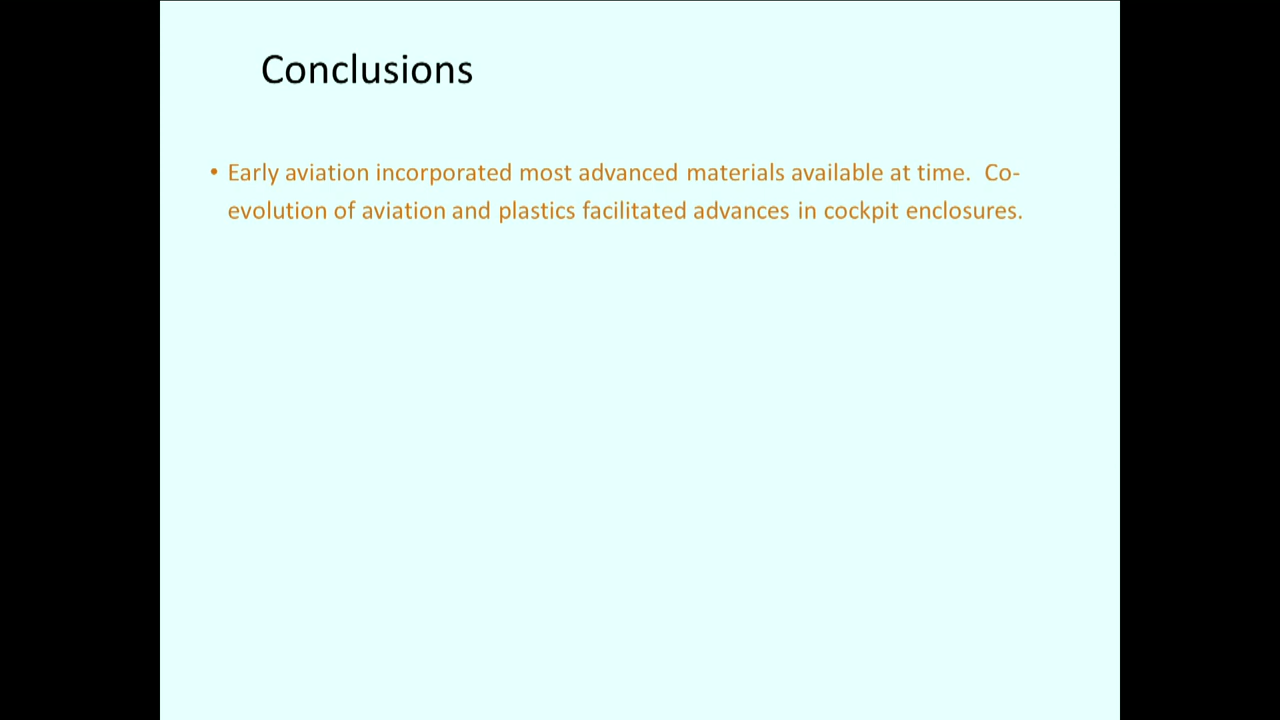 Conclusions
• Early aviation incorporated most advanced materials available at time.  Co-
evolution of aviation and plastics facilitated advances in cockpit enclosures.